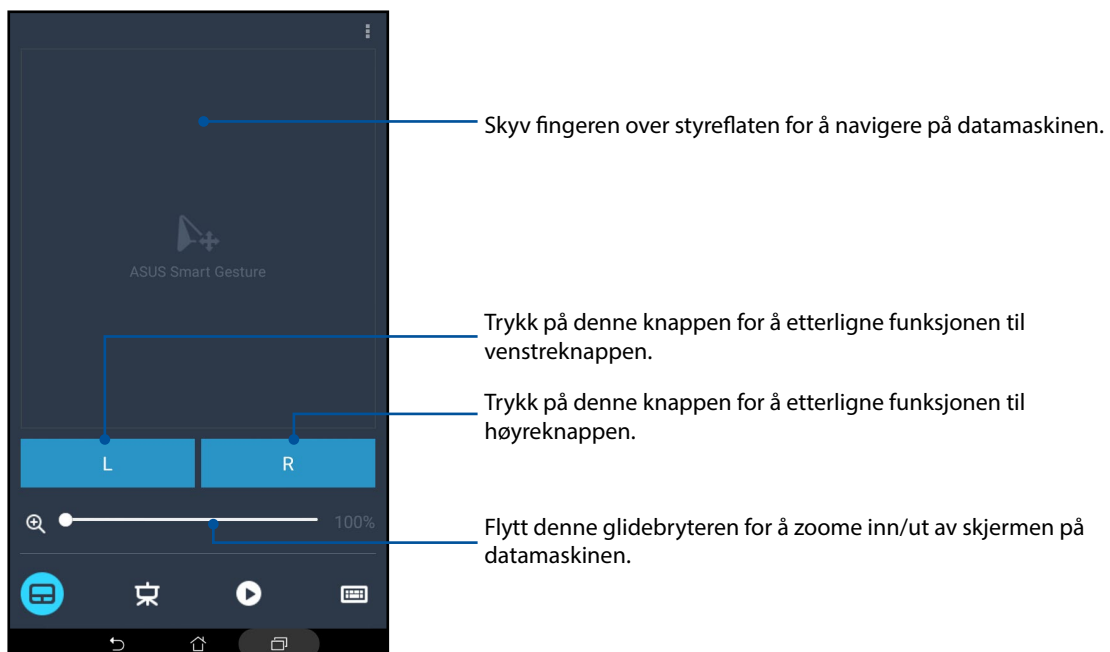 Skyv fingeren over styreflaten for å navigere på datamaskinen.
ASUS Smart Gesture
Trykk på denne knappen for å etterligne funksjonen til
venstreknappen.
Trykk på denne knappen for å etterligne funksjonen til
høyreknappen.
L
R
100%
Flytt denne glidebryteren for å zoome inn/ut av skjermen på
datamaskinen.